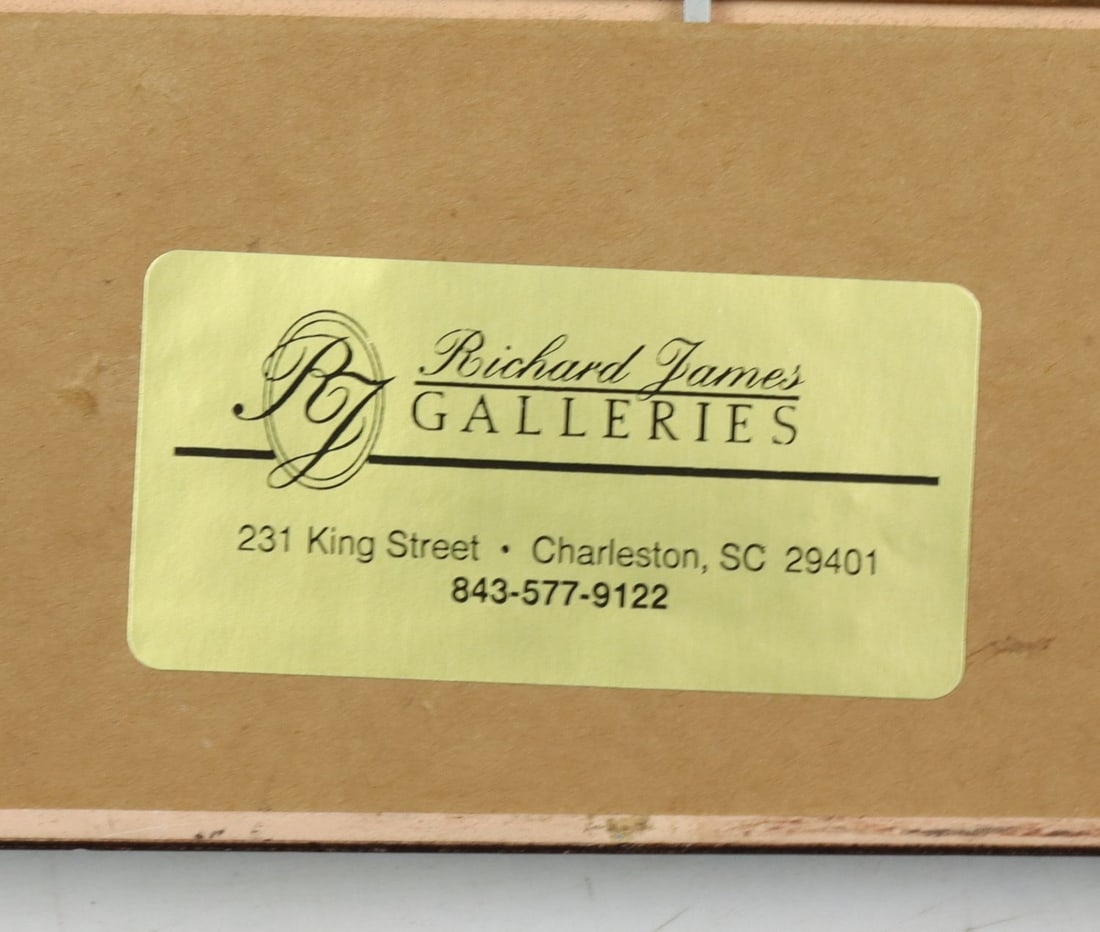 RJ
Richard James
GALLERIES
231 King Street • Charleston, SC 29401
843-577-9122